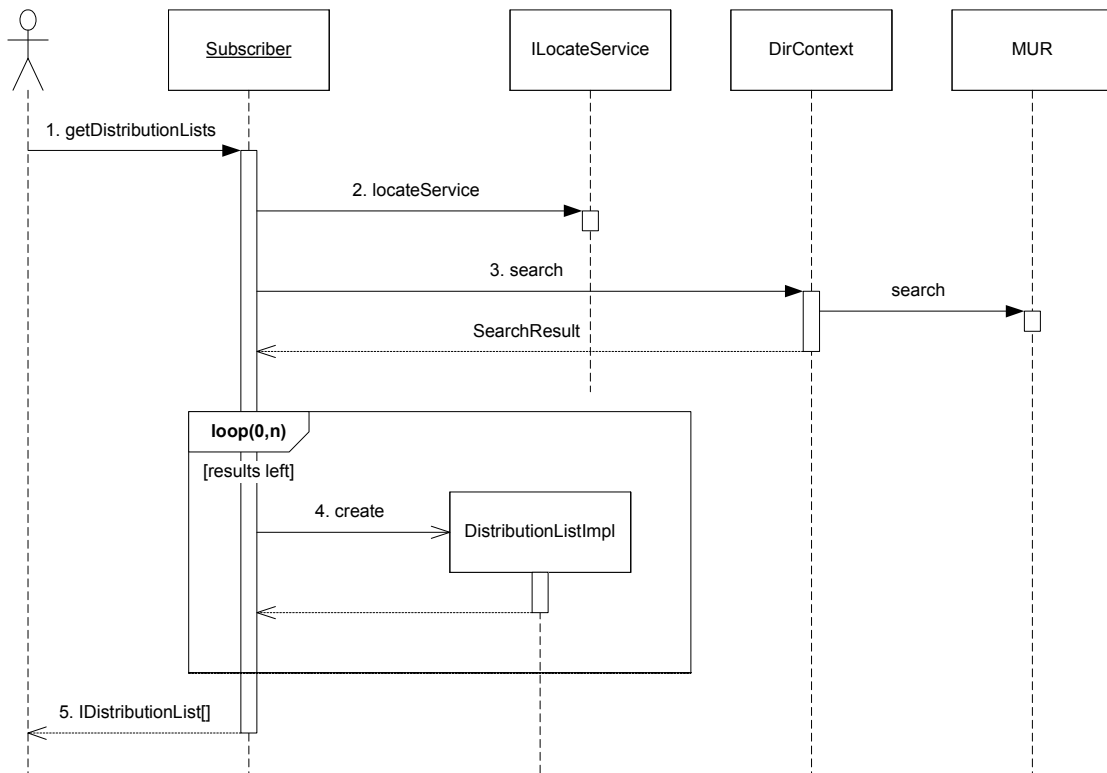 Subscriber
ILocateService
DirContext
MUR
1. getDistributionLists
2. locateService
3. search
search
SearchResult
loop(0,n)
[results left]
4. create
DistributionListImpl
5. IDistributionList[]